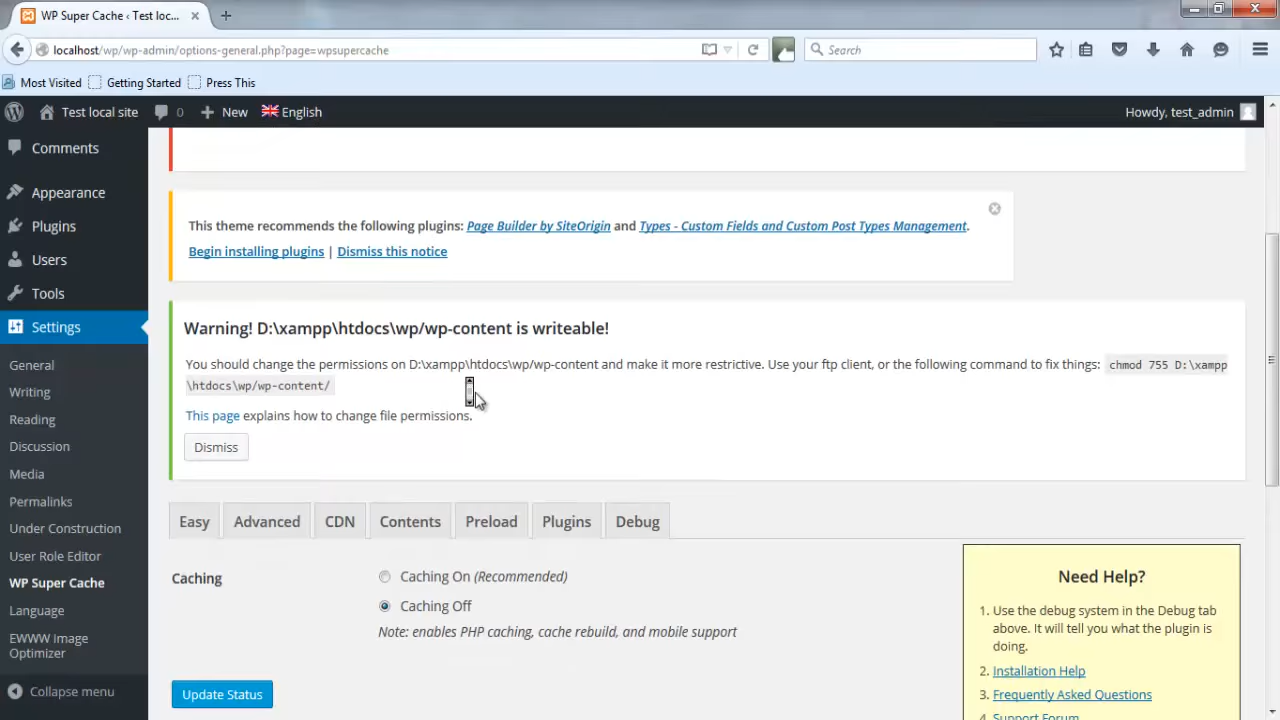 WP Super Cache ‹ Test loc...
localhost/wp/wp-admin/options-general.php?page=wpsupercache
Search
Most Visited
Getting Started
Press This
Test local site
0
New
English
Howdy, test_admin
Comments
Appearance
Plugins
Users
Tools
Settings
General
Writing
Reading
Discussion
Media
Permalinks
Under Construction
User Role Editor
WP Super Cache
Language
EWWW Image
Optimizer
Collapse menu
This theme recommends the following plugins: Page Builder by SiteOrigin and Types - Custom Fields and Custom Post Types Management.
Begin installing plugins | Dismiss this notice
Warning! D:\xampp\htdocs\wp/wp-content is writeable!
You should change the permissions on D:\xampp\htdocs\wp/wp-content and make it more restrictive. Use your ftp client, or the following command to fix things: chmod 755 D:\xampp
\htdocs\wp/wp-content/
This page explains how to change file permissions.
Dismiss
Easy
Advanced
CDN
Contents
Preload
Plugins
Debug
Caching
Caching On (Recommended)
Caching Off
Note: enables PHP caching, cache rebuild, and mobile support
Update Status
Need Help?
1. Use the debug system in the Debug tab
above. It will tell you what the plugin is
doing.
2. Installation Help
3. Frequently Asked Questions
4. Support Forum